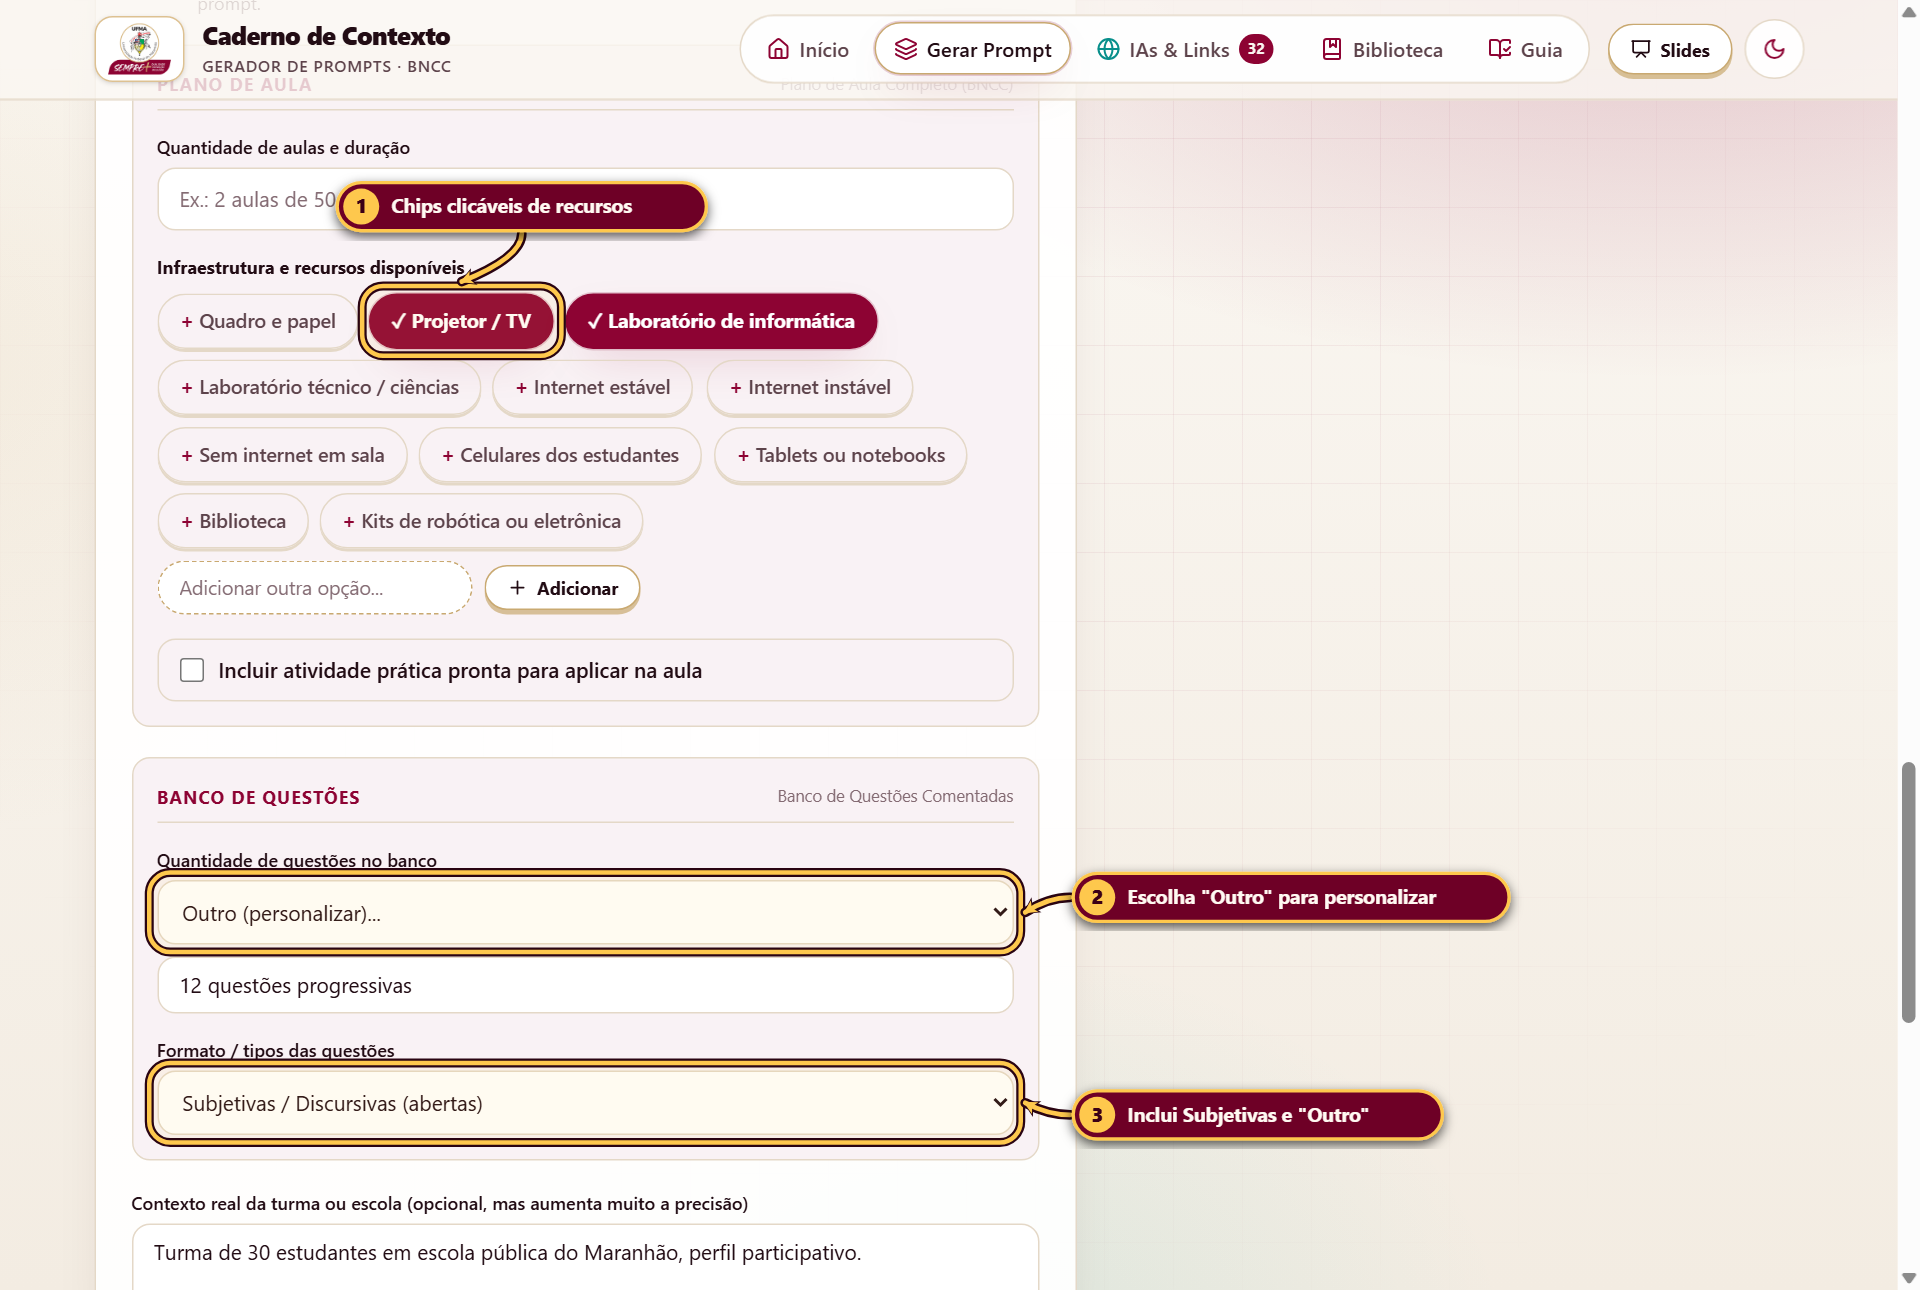 prompt.
UFMA
SEMPRE+
Caderno de Contexto
GERADOR DE PROMPTS · BNCC
Início
Gerar Prompt
IAs & Links 32
Biblioteca
Guia
Slides
PLANO DE AULA
Plano de Aula Completo (BNCC)
Quantidade de aulas e duração
Ex.: 2 aulas de 50
1 Chips clicáveis de recursos
Infraestrutura e recursos disponíveis
+ Quadro e papel
✓ Projetor / TV
✓ Laboratório de informática
+ Laboratório técnico / ciências
+ Internet estável
+ Internet instável
+ Sem internet em sala
+ Celulares dos estudantes
+ Tablets ou notebooks
+ Biblioteca
+ Kits de robótica ou eletrônica
Adicionar outra opção...
+ Adicionar
Incluir atividade prática pronta para aplicar na aula
BANCO DE QUESTÕES
Banco de Questões Comentadas
Quantidade de questões no banco
Outro (personalizar)...
2 Escolha "Outro" para personalizar
12 questões progressivas
Formato / tipos das questões
Subjetivas / Discursivas (abertas)
3 Inclui Subjetivas e "Outro"
Contexto real da turma ou escola (opcional, mas aumenta muito a precisão)
Turma de 30 estudantes em escola pública do Maranhão, perfil participativo.